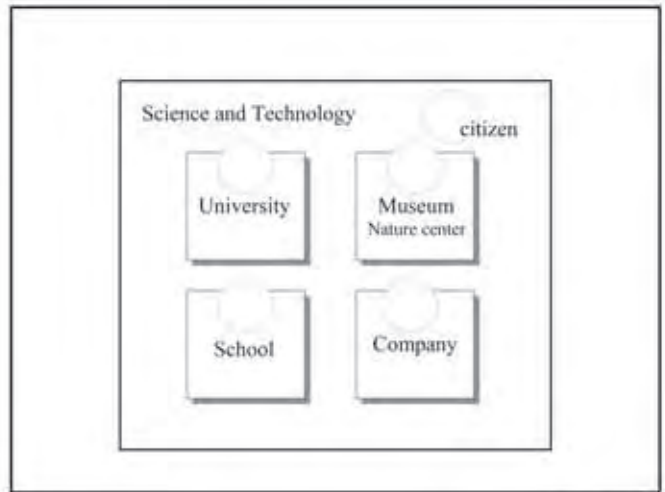 Science and Technology
citizen
University
Museum
Nature center
School
Company